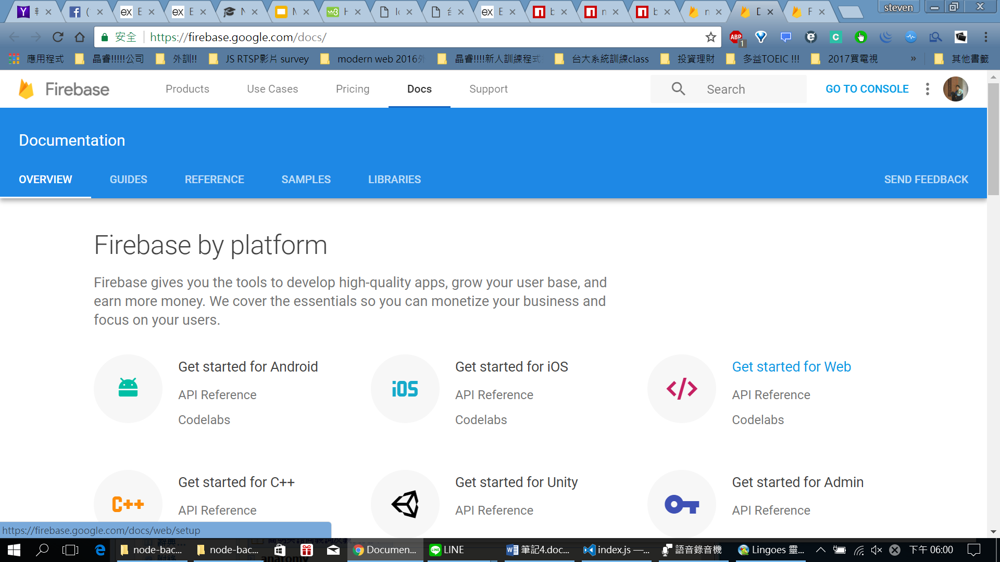 steven
安全 https://firebase.google.com/docs/
ABP 1
應用程式 晶睿!!!!!公司 外訓!! JS RTSP影片 survey modern web 2016外 晶睿!!!!新人訓練程式 台大系統訓練class 投資理財 多益TOEIC !!! 2017買電視 » 其他書籤
Firebase Products Use Cases Pricing Docs Support Search GO TO CONSOLE
Documentation
OVERVIEW GUIDES REFERENCE SAMPLES LIBRARIES SEND FEEDBACK
Firebase by platform
Firebase gives you the tools to develop high-quality apps, grow your user base, and
earn more money. We cover the essentials so you can monetize your business and
focus on your users.
Get started for Android
API Reference
Codelabs
iOS
Get started for iOS
API Reference
Codelabs
</>
Get started for Web
API Reference
Codelabs
C++
Get started for C++
API Reference
Get started for Unity
API Reference
Get started for Admin
API Reference
https://firebase.google.com/docs/web/setup
node-bac... node-bac... Documen... LINE 筆記4.doc... index.js —... 語音錄音機 Lingoes 靈... 下午 06:00